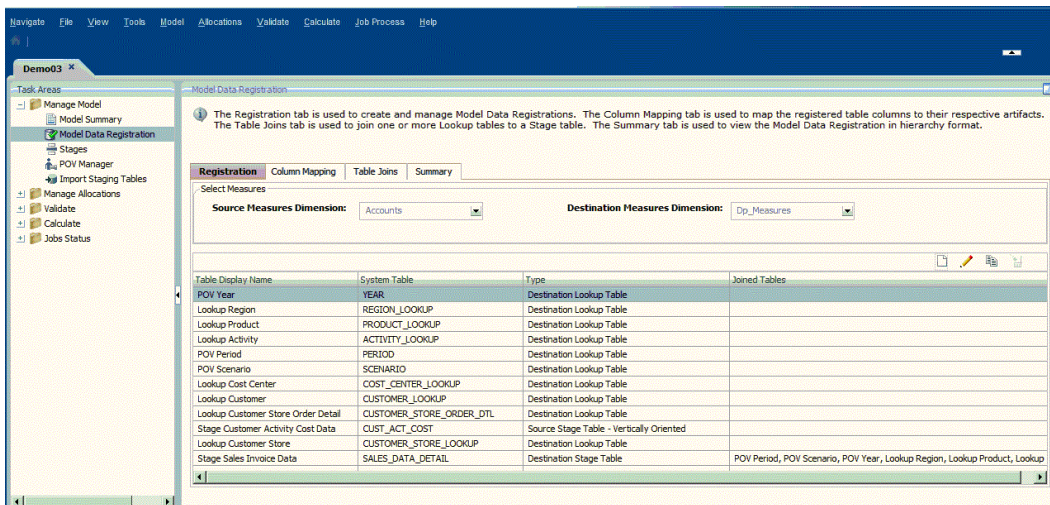 Navigate File View Tools Model Allocations Validate Calculate Job Process Help
Demo03
Task Areas
Manage Model
Model Summary
Model Data Registration
Stages
POV Manager
Import Staging Tables
Manage Allocations
Validate
Calculate
Jobs Status
Model Data Registration
The Registration tab is used to create and manage Model Data Registrations. The Column Mapping tab is used to map the registered table columns to their respective artifacts.
The Table Joins tab is used to join one or more Lookup tables to a Stage table. The Summary tab is used to view the Model Data Registration in hierarchy format.
Registration Column Mapping Table Joins Summary
Select Measures
Source Measures Dimension: Accounts Destination Measures Dimension: Dp_Measures
Table Display Name System Table Type Joined Tables
POV Year YEAR Destination Lookup Table
Lookup Region REGION_LOOKUP Destination Lookup Table
Lookup Product PRODUCT_LOOKUP Destination Lookup Table
Lookup Activity ACTIVITY_LOOKUP Destination Lookup Table
POV Period PERIOD Destination Lookup Table
POV Scenario SCENARIO Destination Lookup Table
Lookup Cost Center COST_CENTER_LOOKUP Destination Lookup Table
Lookup Customer CUSTOMER_LOOKUP Destination Lookup Table
Lookup Customer Store Order Detail CUSTOMER_STORE_ORDER_DTL Destination Lookup Table
Stage Customer Activity Cost Data CUST_ACT_COST Source Stage Table - Vertically Oriented
Lookup Customer Store CUSTOMER_STORE_LOOKUP Destination Lookup Table
Stage Sales Invoice Data SALES_DATA_DETAIL Destination Stage Table POV Period, POV Scenario, POV Year, Lookup Region, Lookup Product, Lookup